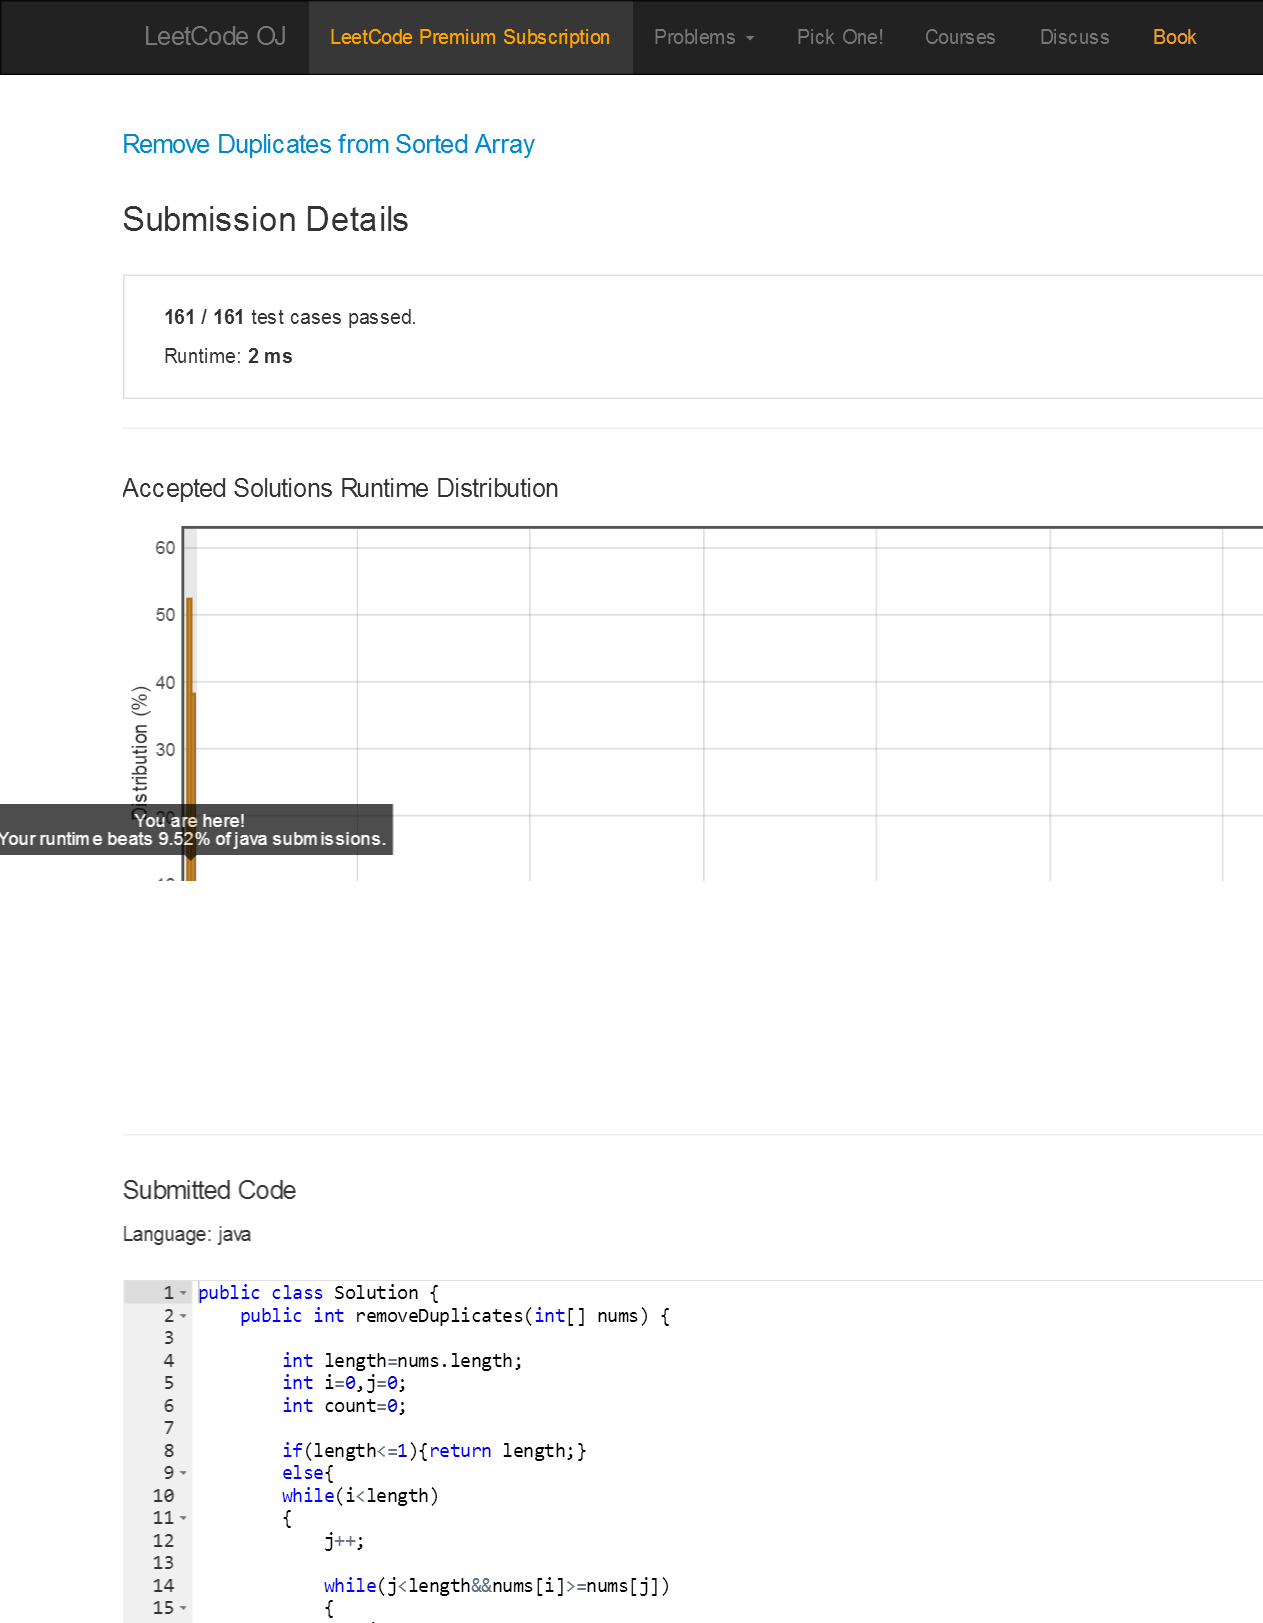 LeetCode OJ LeetCode Premium Subscription Problems Pick One! Courses Discuss Book
Remove Duplicates from Sorted Array
Submission Details
161 / 161 test cases passed.
Runtime: 2 ms
Accepted Solutions Runtime Distribution
60
50
40
30
Distribution (%)
You are here!
Your runtime beats 9.52% of java submissions.
Submitted Code
Language: java
1 public class Solution {
2     public int removeDuplicates(int[] nums) {
3
4         int length=nums.length;
5         int i=0,j=0;
6         int count=0;
7
8         if(length<=1){return length;}
9         else{
10         while(i<length)
11         {
12             j++;
13
14             while(j<length&&nums[i]>=nums[j])
15             {